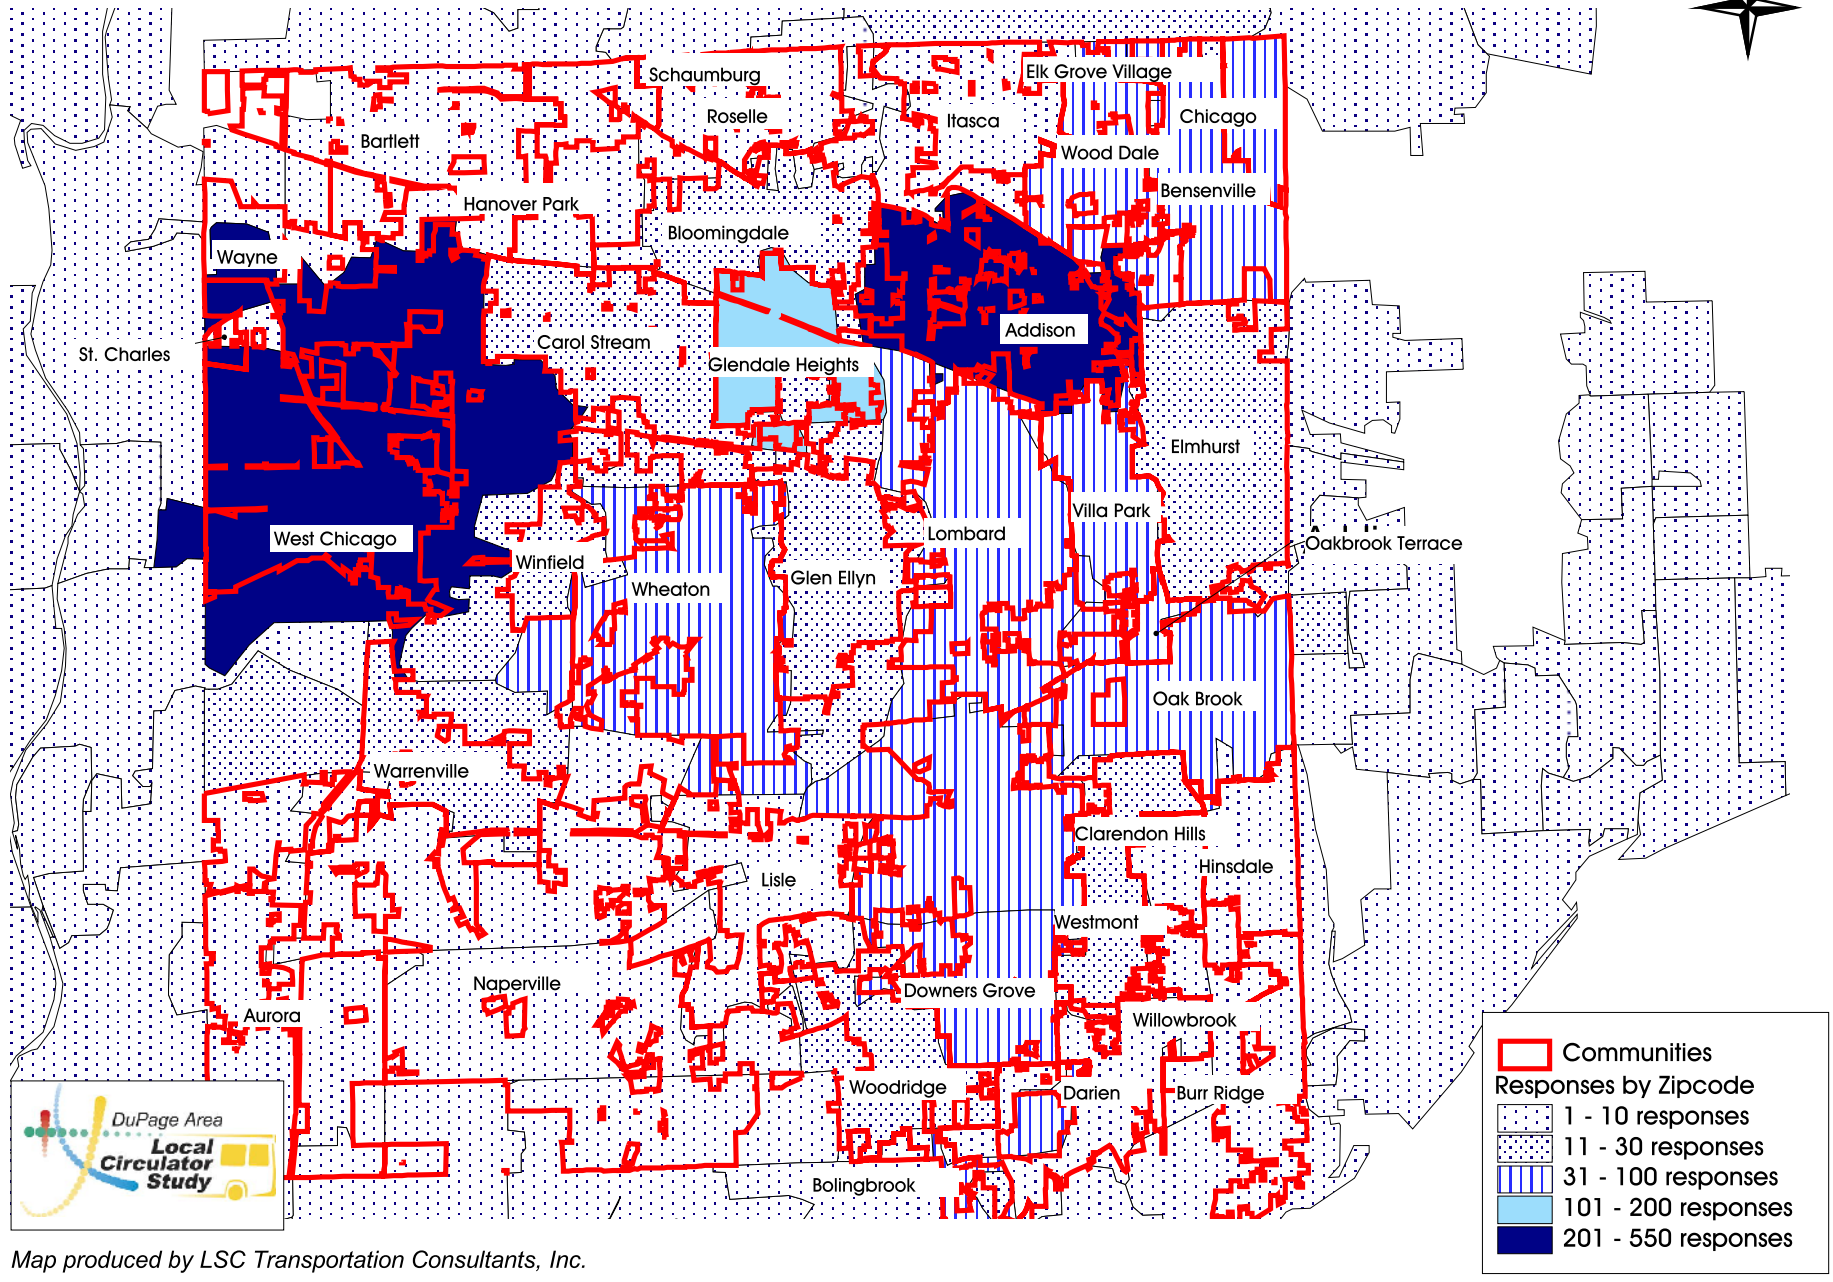 Schaumburg
Elk Grove Village
Roselle
Itasca
Chicago
Bartlett
Wood Dale
Bensenville
Hanover Park
Bloomingdale
Wayne
Addison
Carol Stream
St. Charles
Glendale Heights
Elmhurst
Villa Park
West Chicago
Lombard
Oakbrook Terrace
Winfield
Glen Ellyn
Wheaton
Oak Brook
Warrenville
Clarendon Hills
Hinsdale
Lisle
Westmont
Naperville
Downers Grove
Aurora
Willowbrook
Woodridge
Darien
Burr Ridge
Bolingbrook
Communities
Responses by Zipcode
1 - 10 responses
11 - 30 responses
31 - 100 responses
101 - 200 responses
201 - 550 responses
DuPage Area
Local
Circulator
Study
Map produced by LSC Transportation Consultants, Inc.